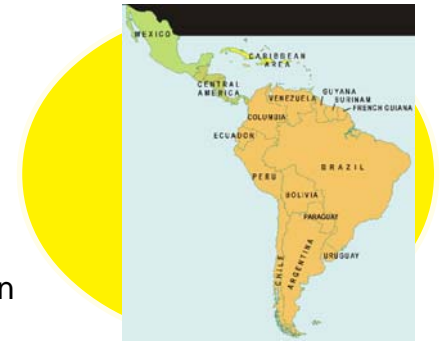 MEXICO
CARIBBEAN
AREA
CENTRAL
AMERICA
GUYANA
VENEZUELA
SURINAM
FRENCH GUIANA
COLUMBIA
ECUADOR
BRAZIL
PERU
BOLIVIA
PARAGUAY
CHILE
ARGENTINA
URUGUAY
n